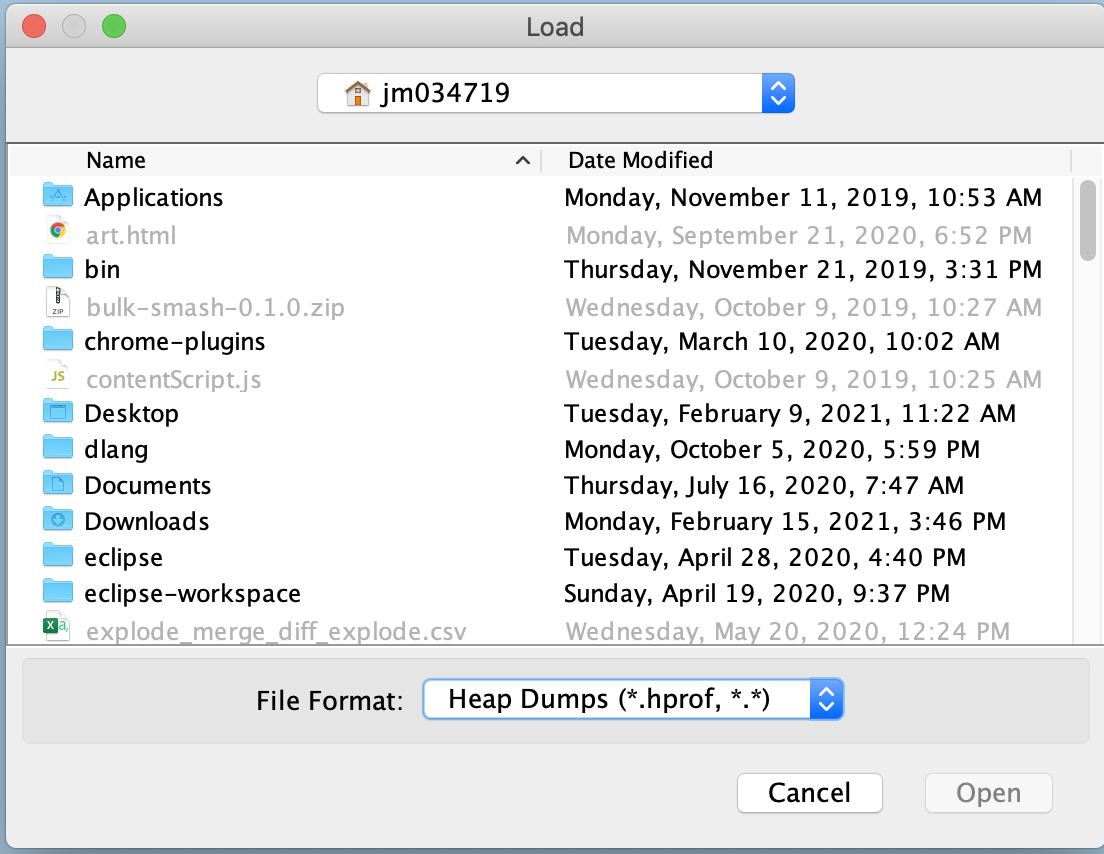 Load
jm034719
Name Date Modified
Applications Monday, November 11, 2019, 10:53 AM
art.html Monday, September 21, 2020, 6:52 PM
bin Thursday, November 21, 2019, 3:31 PM
ZIP bulk-smash-0.1.0.zip Wednesday, October 9, 2019, 10:27 AM
chrome-plugins Tuesday, March 10, 2020, 10:02 AM
JS contentScript.js Wednesday, October 9, 2019, 10:25 AM
Desktop Tuesday, February 9, 2021, 11:22 AM
dlang Monday, October 5, 2020, 5:59 PM
Documents Thursday, July 16, 2020, 7:47 AM
Downloads Monday, February 15, 2021, 3:46 PM
eclipse Tuesday, April 28, 2020, 4:40 PM
eclipse-workspace Sunday, April 19, 2020, 9:37 PM
X a, explode_merge_diff_explode.csv Wednesday, May 20, 2020, 12:24 PM
File Format: Heap Dumps (*.hprof, *.*)
Cancel Open